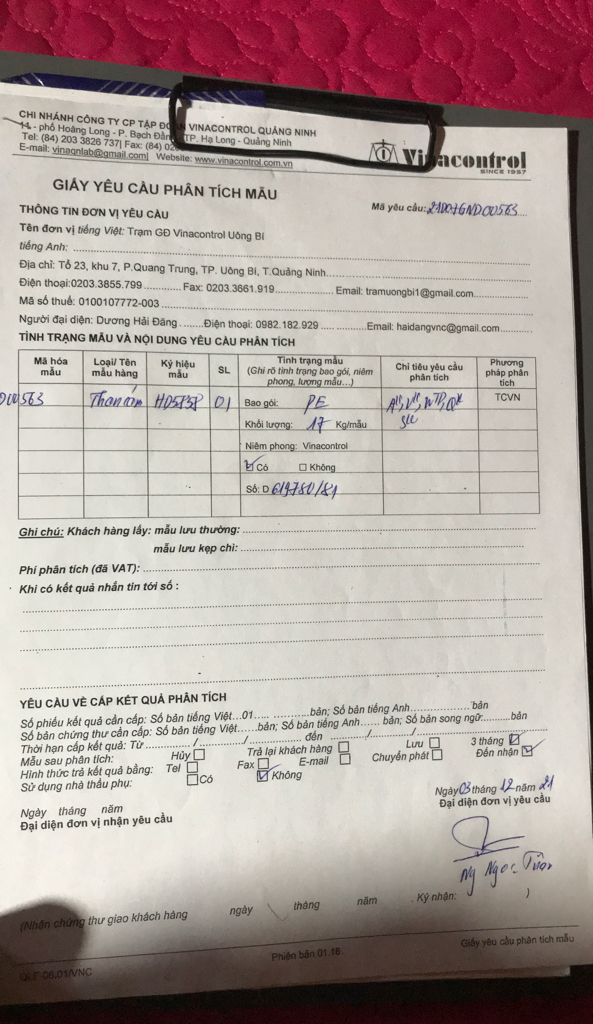 CHI NHÁNH CÔNG TY CP TẬP ĐOÀN VINACONTROL QUẢNG NINH
11 - phố Hoàng Long - P. Bạch Đằng TP. Hạ Long - Quảng Ninh
Tel: (84) 203 3826 737| Fax: (84) 02
E-mail: vinaqnlab@gmail.com| Website: www.vinacontrol.com.vn
Vinacontrol
SINCE 1957
GIẤY YÊU CẦU PHÂN TÍCH MẪU
Mã yêu cầu:
THÔNG TIN ĐƠN VỊ YÊU CẦU
Tên đơn vị tiếng Việt: Trạm GĐ Vinacontrol Uông Bí
tiếng Anh:
Địa chỉ: Tổ 23, khu 7, P.Quang Trung, TP. Uông Bí, T.Quảng Ninh
Điện thoại:0203.3855.799 Fax: 0203.3661.919 Email: tramuongbi1@gmail.com
Mã số thuế: 0100107772-003
Người đại diện: Dương Hải Đăng Điện thoại: 0982.182.929 Email: haidangvnc@gmail.com
TÌNH TRẠNG MẪU VÀ NỘI DUNG YÊU CẦU PHÂN TÍCH
Mã hóa mẫu Loại/ Tên mẫu hàng Ký hiệu mẫu SL Tình trạng mẫu (Ghi rõ tình trạng bao gói, niêm phong, lượng mẫu...) Chỉ tiêu yêu cầu phân tích Phương pháp phân tích
D00563 Than cám 01 Bao gói: PE TCVN
Khối lượng: 17 Kg/mẫu
Niêm phong: Vinacontrol
☑ Có ☐ Không
Số: D 619780/81
Ghi chú: Khách hàng lấy: mẫu lưu thường:
mẫu lưu kẹp chì:
Phí phân tích (đã VAT):
Khi có kết quả nhắn tin tới số :
YÊU CẦU VỀ CẤP KẾT QUẢ PHÂN TÍCH
Số phiếu kết quả cần cấp: Số bản tiếng Việt...01... bản; Số bản tiếng Anh bản
Số bản chứng thư cần cấp: Số bản tiếng Việt bản; Số bản tiếng Anh bản; Số bản song ngữ bản
Thời hạn cấp kết quả: Từ / / đến / /
Mẫu sau phân tích: Hủy ☐ Trả lại khách hàng ☐ Lưu ☐ 3 tháng ☑
Hình thức trả kết quả bằng: Tel ☐ Fax ☐ E-mail ☐ Chuyển phát ☐ Đến nhận ☑
Sử dụng nhà thầu phụ: ☐ Có ☑ Không
Ngày 03 tháng 12 năm 21
Đại diện đơn vị yêu cầu
Ngày tháng năm
Đại diện đơn vị nhận yêu cầu
Ng Ngọc
(Nhận chứng thư giao khách hàng ngày tháng năm . Ký nhận: )
Phiên bản 01.16
Giấy yêu cầu phân tích mẫu